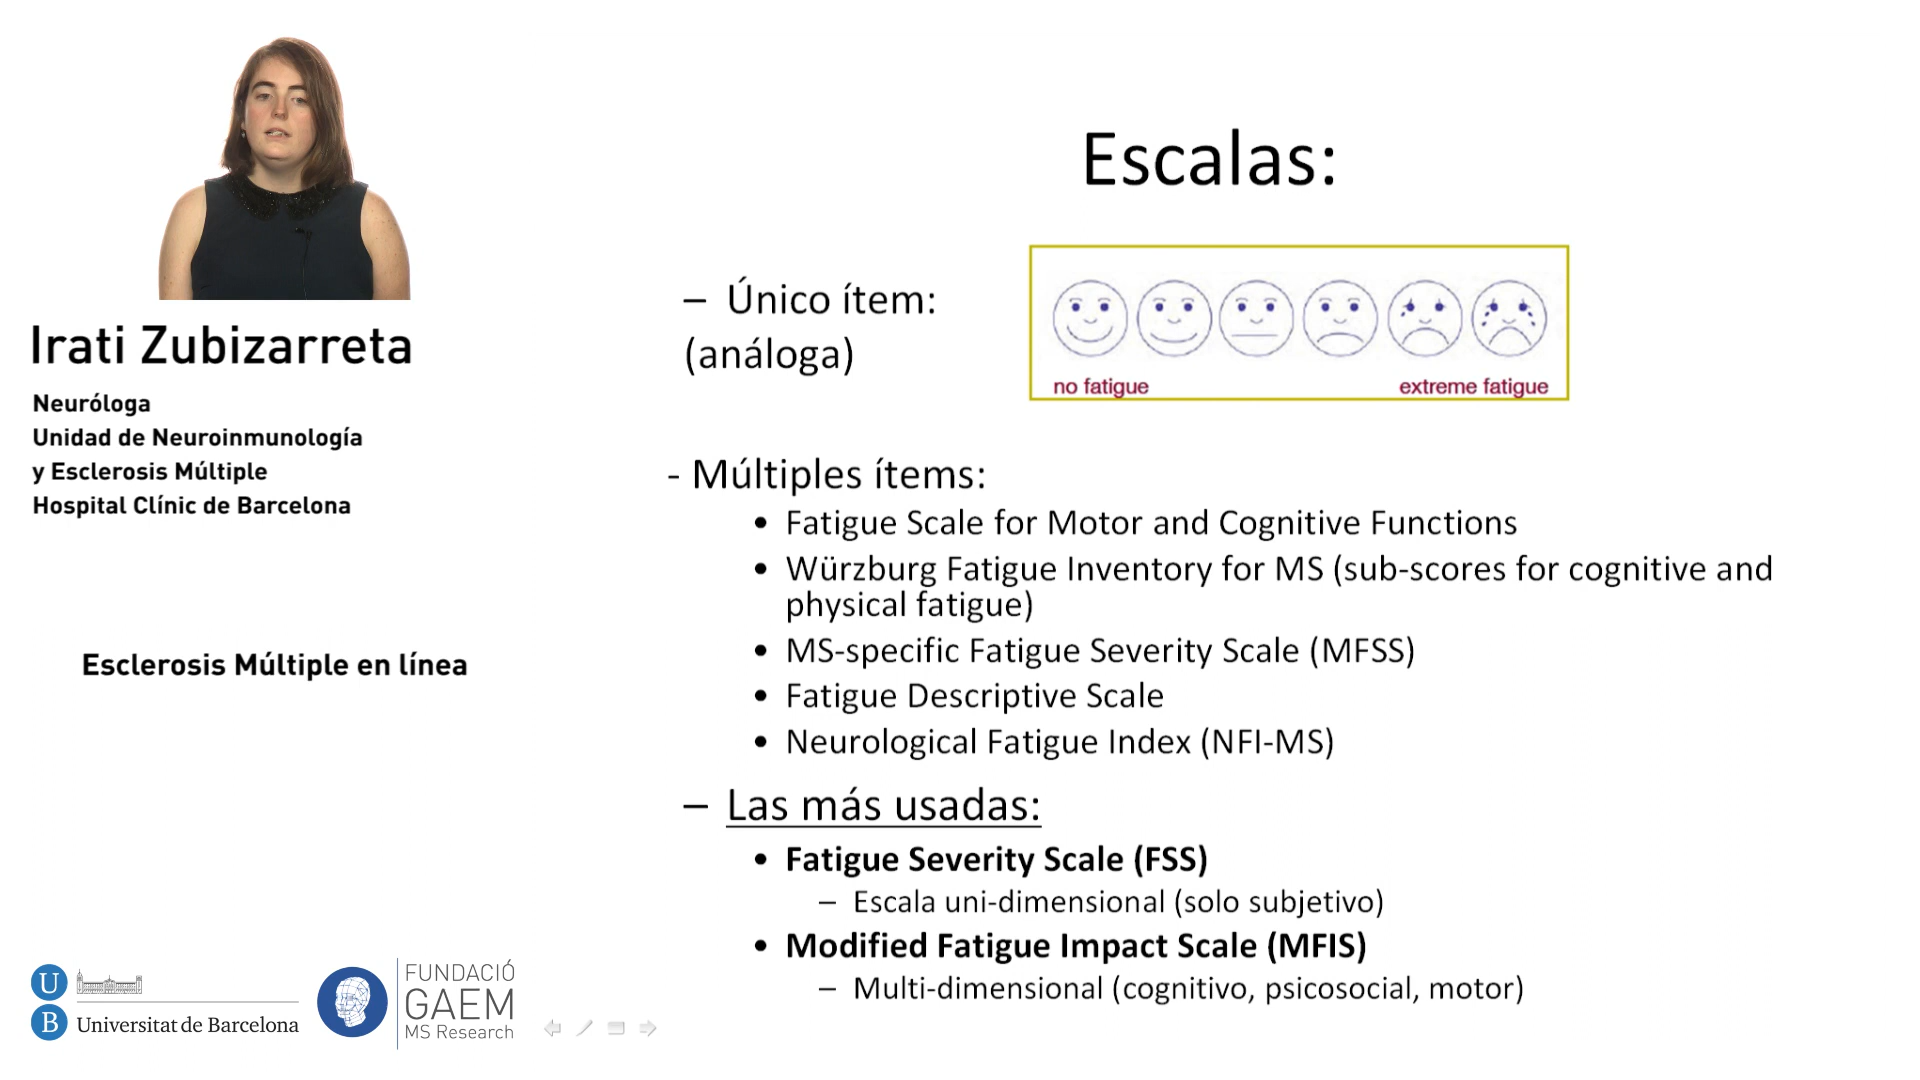 Irati Zubizarreta
Neuróloga
Unidad de Neuroinmunología
y Esclerosis Múltiple
Hospital Clínic de Barcelona
Esclerosis Múltiple en línea
U
B
Universitat de Barcelona
FUNDACIÓ
GAEM
MS Research
Escalas:
– Único ítem:
(análoga)
no fatigue
extreme fatigue
- Múltiples ítems:
• Fatigue Scale for Motor and Cognitive Functions
• Würzburg Fatigue Inventory for MS (sub-scores for cognitive and
physical fatigue)
• MS-specific Fatigue Severity Scale (MFSS)
• Fatigue Descriptive Scale
• Neurological Fatigue Index (NFI-MS)
– Las más usadas:
• Fatigue Severity Scale (FSS)
– Escala uni-dimensional (solo subjetivo)
• Modified Fatigue Impact Scale (MFIS)
– Multi-dimensional (cognitivo, psicosocial, motor)